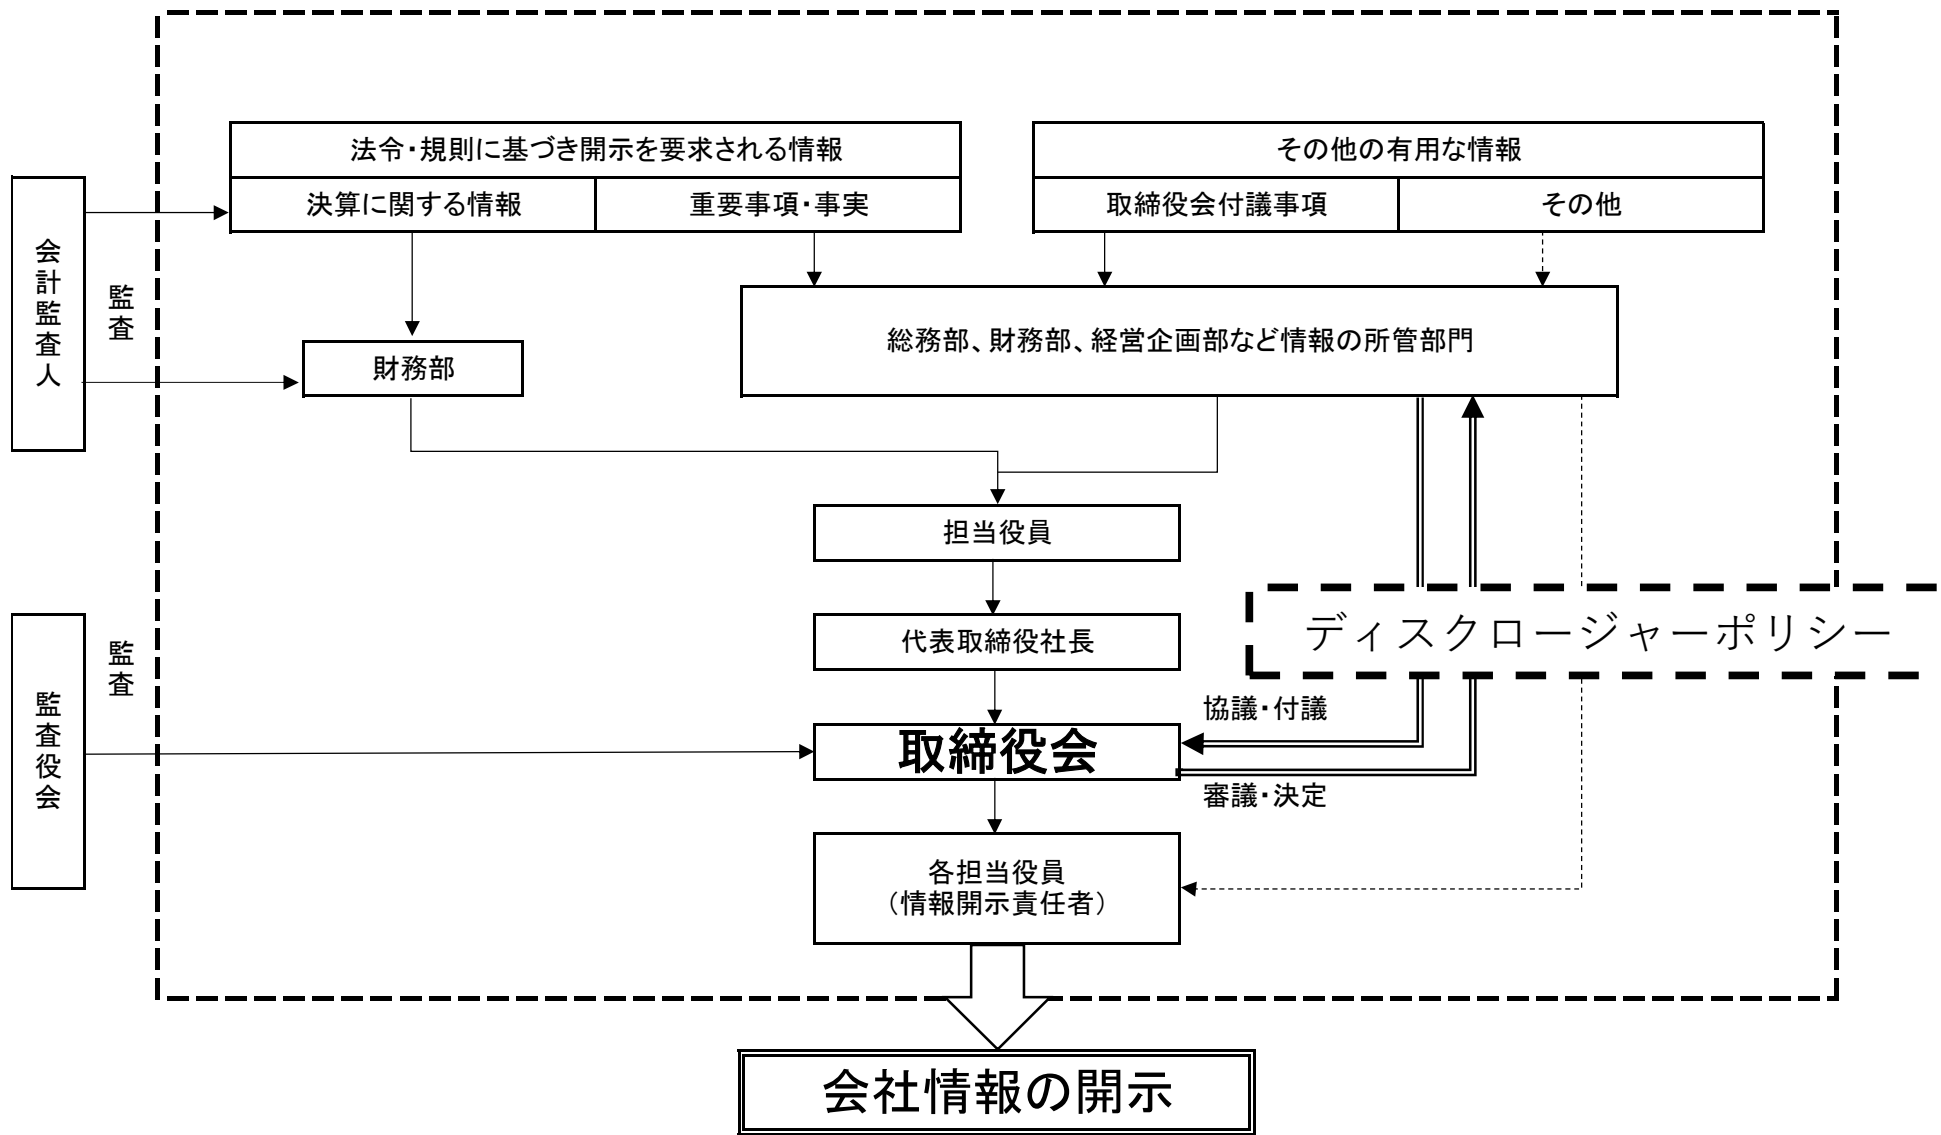 法令・規則に基づき開示を要求される情報
その他の有用な情報
決算に関する情報
重要事項・事実
取締役会付議事項
その他
会計監査人
監査
総務部、財務部、経営企画部など情報の所管部門
財務部
担当役員
ディスクロージャーポリシー
代表取締役社長
監査役会
監査
協議・付議
取締役会
審議・決定
各担当役員
（情報開示責任者）
会社情報の開示